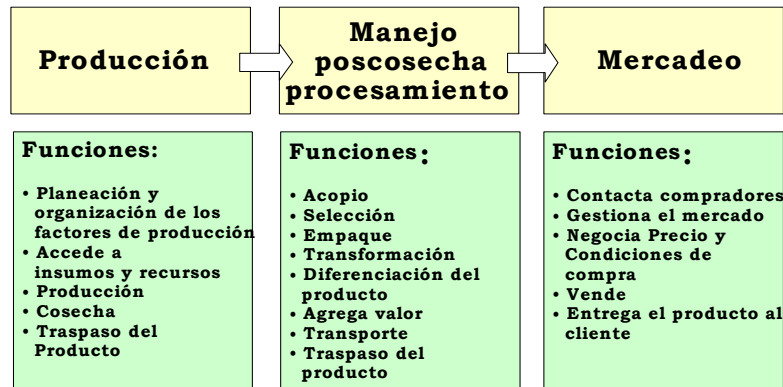 Producción
Manejo
poscosecha
procesamiento
Mercadeo
Funciones:
• Planeación y
organización de los
factores de producción
• Accede a
insumos y recursos
• Producción
• Cosecha
• Traspaso del
Producto
Funciones:
• Acopio
• Selección
• Empaque
• Transformación
• Diferenciación del
producto
• Agrega valor
• Transporte
• Traspaso del
producto
Funciones:
• Contacta compradores
• Gestiona el mercado
• Negocia Precio y
Condiciones de
compra
• Vende
• Entrega el producto al
cliente